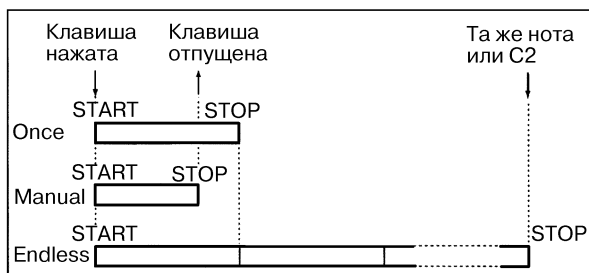 Клавиша нажата
Клавиша отпущена
Та же нота или C2
START
STOP
Once
START
STOP
Manual
START
STOP
Endless